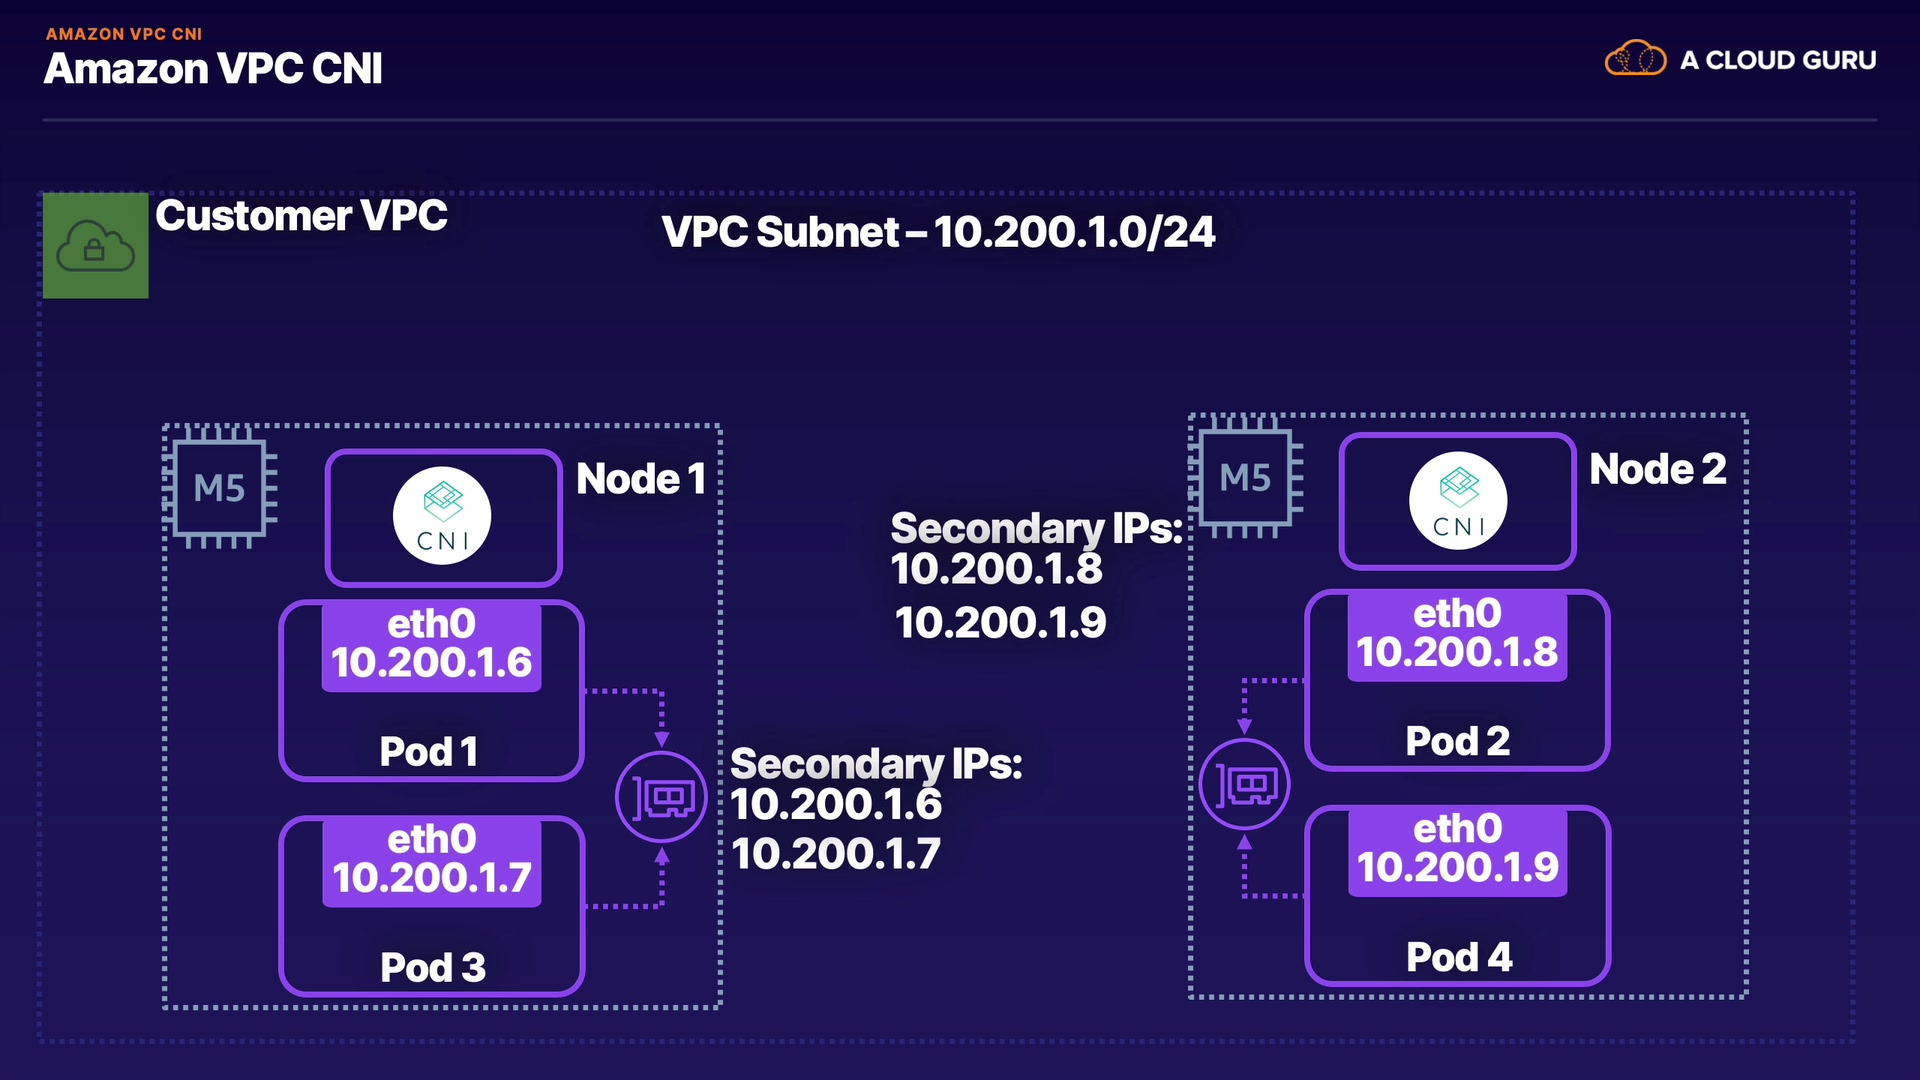 AMAZON VPC CNI
Amazon VPC CNI
A CLOUD GURU
Customer VPC
VPC Subnet – 10.200.1.0/24
M5
CNI
Node 1
eth0
10.200.1.6
Pod 1
eth0
10.200.1.7
Pod 3
Secondary IPs:
10.200.1.6
10.200.1.7
Secondary IPs:
10.200.1.8
10.200.1.9
M5
CNI
Node 2
eth0
10.200.1.8
Pod 2
eth0
10.200.1.9
Pod 4